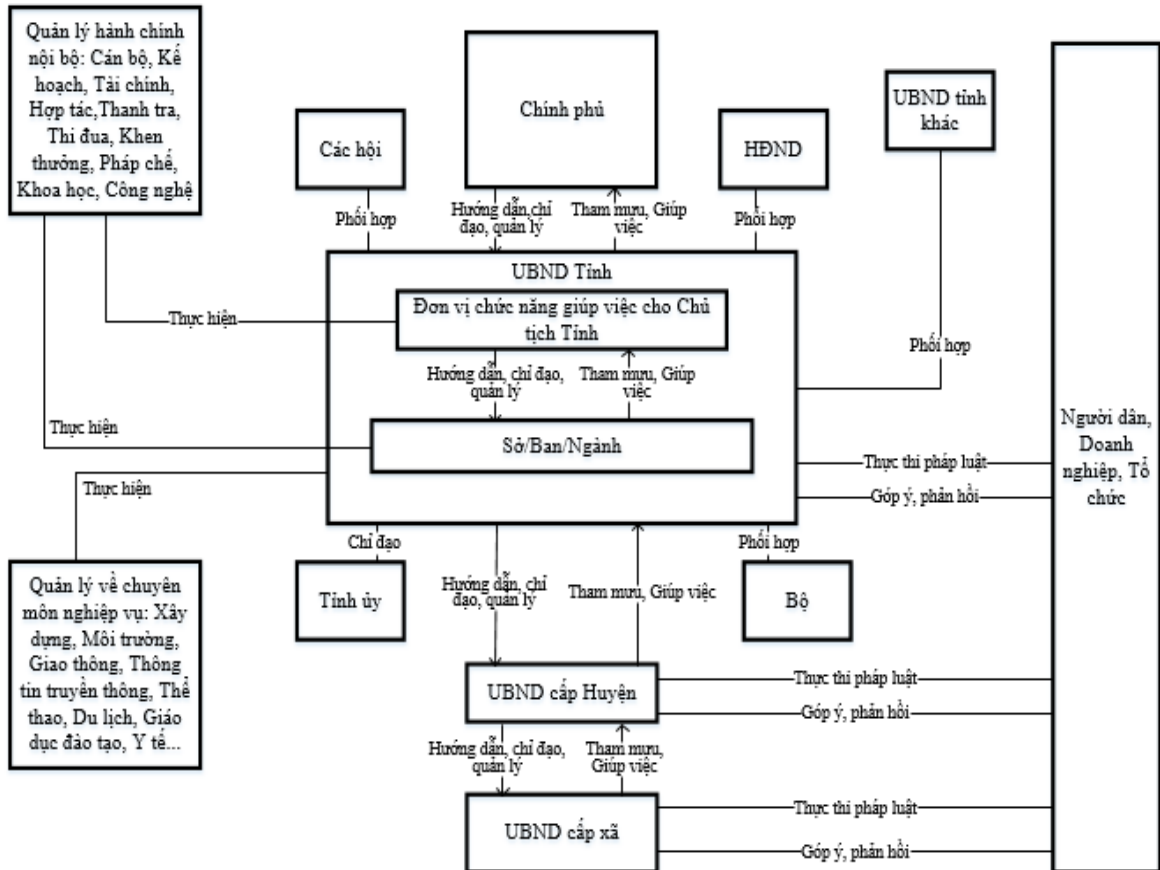 Quản lý hành chính
nội bộ: Cán bộ, Kế
hoạch, Tài chính,
Hợp tác,Thanh tra,
Thi đua, Khen
thưởng, Pháp chế,
Khoa học, Công nghệ
Chính phủ
Các hội
HĐND
UBND tỉnh
khác
Phối hợp
Hướng dẫn,chỉ
đạo, quản lý
Tham mưu, Giúp
việc
Phối hợp
UBND Tỉnh
Đơn vị chức năng giúp việc cho Chủ
tịch Tỉnh
Thực hiện
Phối hợp
Hướng dẫn, chỉ đạo,
quản lý
Tham mưu, Giúp
việc
Thực hiện
Sở/Ban/Ngành
Người dân,
Doanh
nghiệp, Tổ
chức
Thực thi pháp luật
Thực hiện
Góp ý, phản hồi
Chỉ đạo
Phối hợp
Quản lý về chuyên
môn nghiệp vụ: Xây
dựng, Môi trường,
Giao thông, Thông
tin truyền thông, Thể
thao, Du lịch, Giáo
dục đào tạo, Y tế...
Tỉnh ủy
Hướng dẫn, chỉ
đạo, quản lý
Tham mưu, Giúp việc
Bộ
UBND cấp Huyện
Thực thi pháp luật
Góp ý, phản hồi
Hướng dẫn, chỉ đạo,
quản lý
Tham mưu,
Giúp việc
UBND cấp xã
Thực thi pháp luật
Góp ý, phản hồi